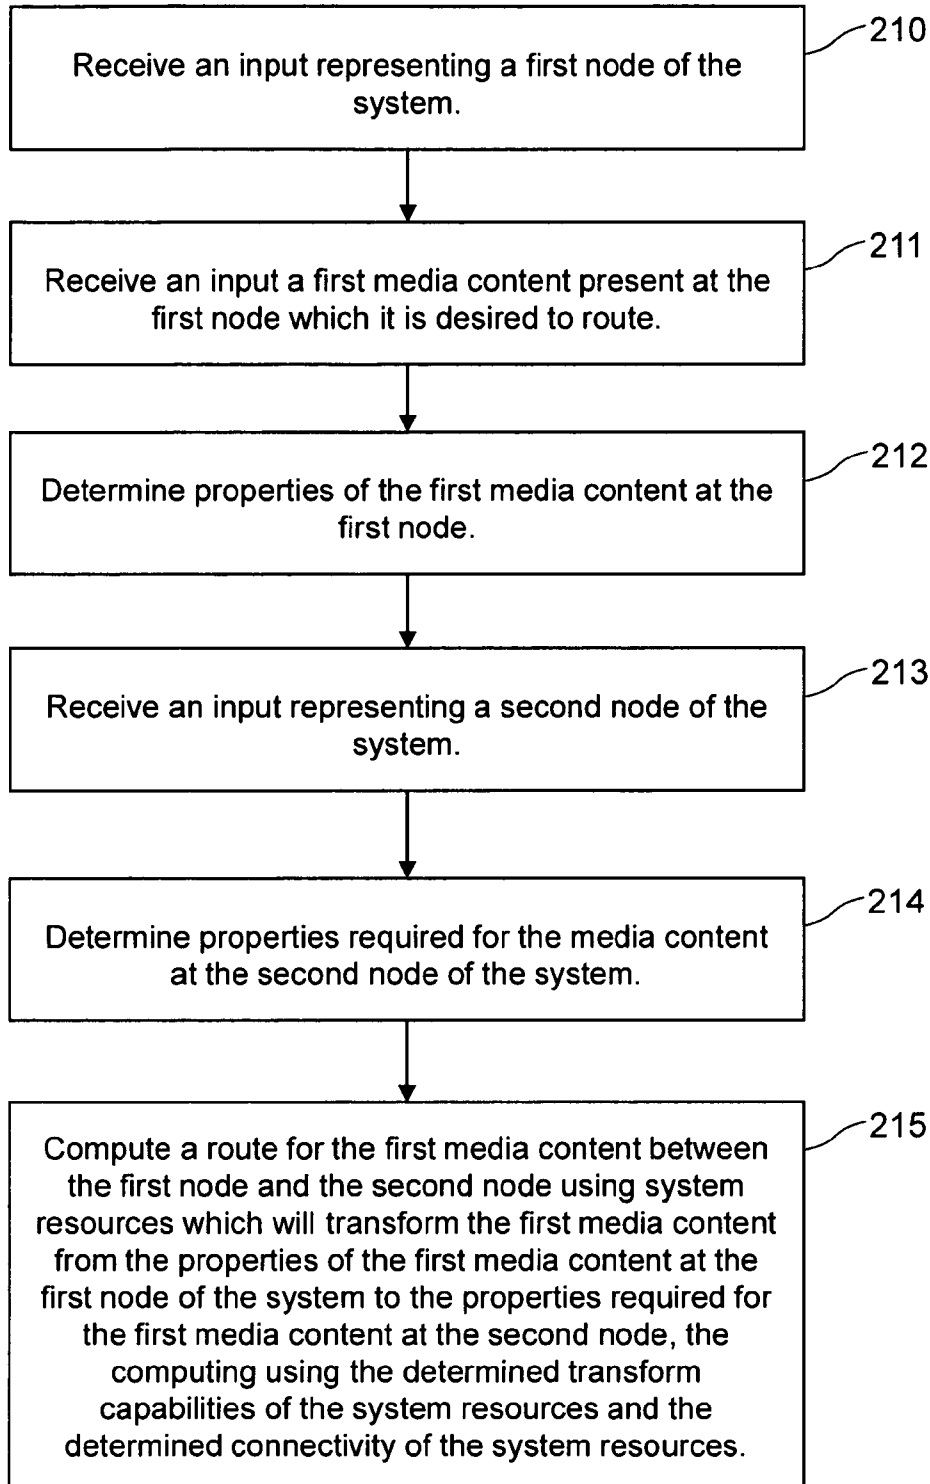 210
Receive an input representing a first node of the
system.
211
Receive an input a first media content present at the
first node which it is desired to route.
212
Determine properties of the first media content at the
first node.
213
Receive an input representing a second node of the
system.
214
Determine properties required for the media content
at the second node of the system.
215
Compute a route for the first media content between
the first node and the second node using system
resources which will transform the first media content
from the properties of the first media content at the
first node of the system to the properties required for
the first media content at the second node, the
computing using the determined transform
capabilities of the system resources and the
determined connectivity of the system resources.